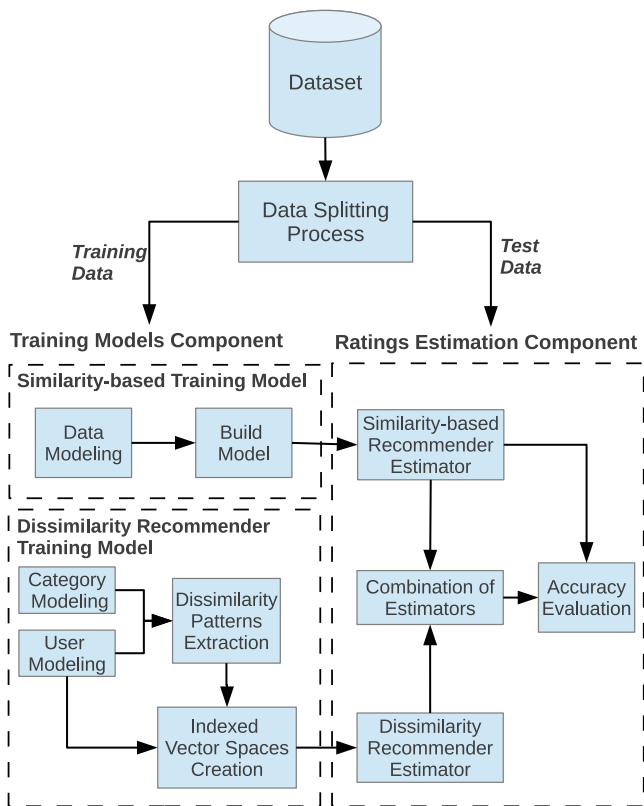 Dataset
Data Splitting
Process
Training
Data
Test
Data
Training Models Component
Ratings Estimation Component
Similarity-based Training Model
Data
Modeling
Build
Model
Similarity-based
Recommender
Estimator
Dissimilarity Recommender
Training Model
Category
Modeling
User
Modeling
Dissimilarity
Patterns
Extraction
Combination of
Estimators
Accuracy
Evaluation
Indexed
Vector Spaces
Creation
Dissimilarity
Recommender
Estimator